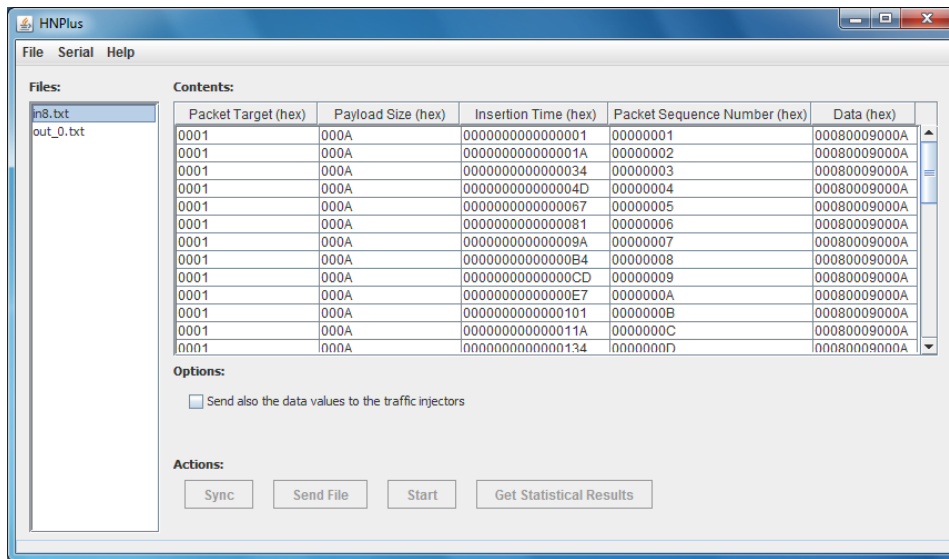 HNPlus
File Serial Help
Files:
in8.txt
out_0.txt
Contents:
Packet Target (hex) Payload Size (hex) Insertion Time (hex) Packet Sequence Number (hex) Data (hex)
0001 000A 0000000000000001 00000001 00080009000A
0001 000A 000000000000001A 00000002 00080009000A
0001 000A 0000000000000034 00000003 00080009000A
0001 000A 000000000000004D 00000004 00080009000A
0001 000A 0000000000000067 00000005 00080009000A
0001 000A 0000000000000081 00000006 00080009000A
0001 000A 000000000000009A 00000007 00080009000A
0001 000A 00000000000000B4 00000008 00080009000A
0001 000A 00000000000000CD 00000009 00080009000A
0001 000A 00000000000000E7 0000000A 00080009000A
0001 000A 0000000000000101 0000000B 00080009000A
0001 000A 000000000000011A 0000000C 00080009000A
0001 000A 0000000000000134 0000000D 00080009000A
Options:
Send also the data values to the traffic injectors
Actions:
Sync Send File Start Get Statistical Results